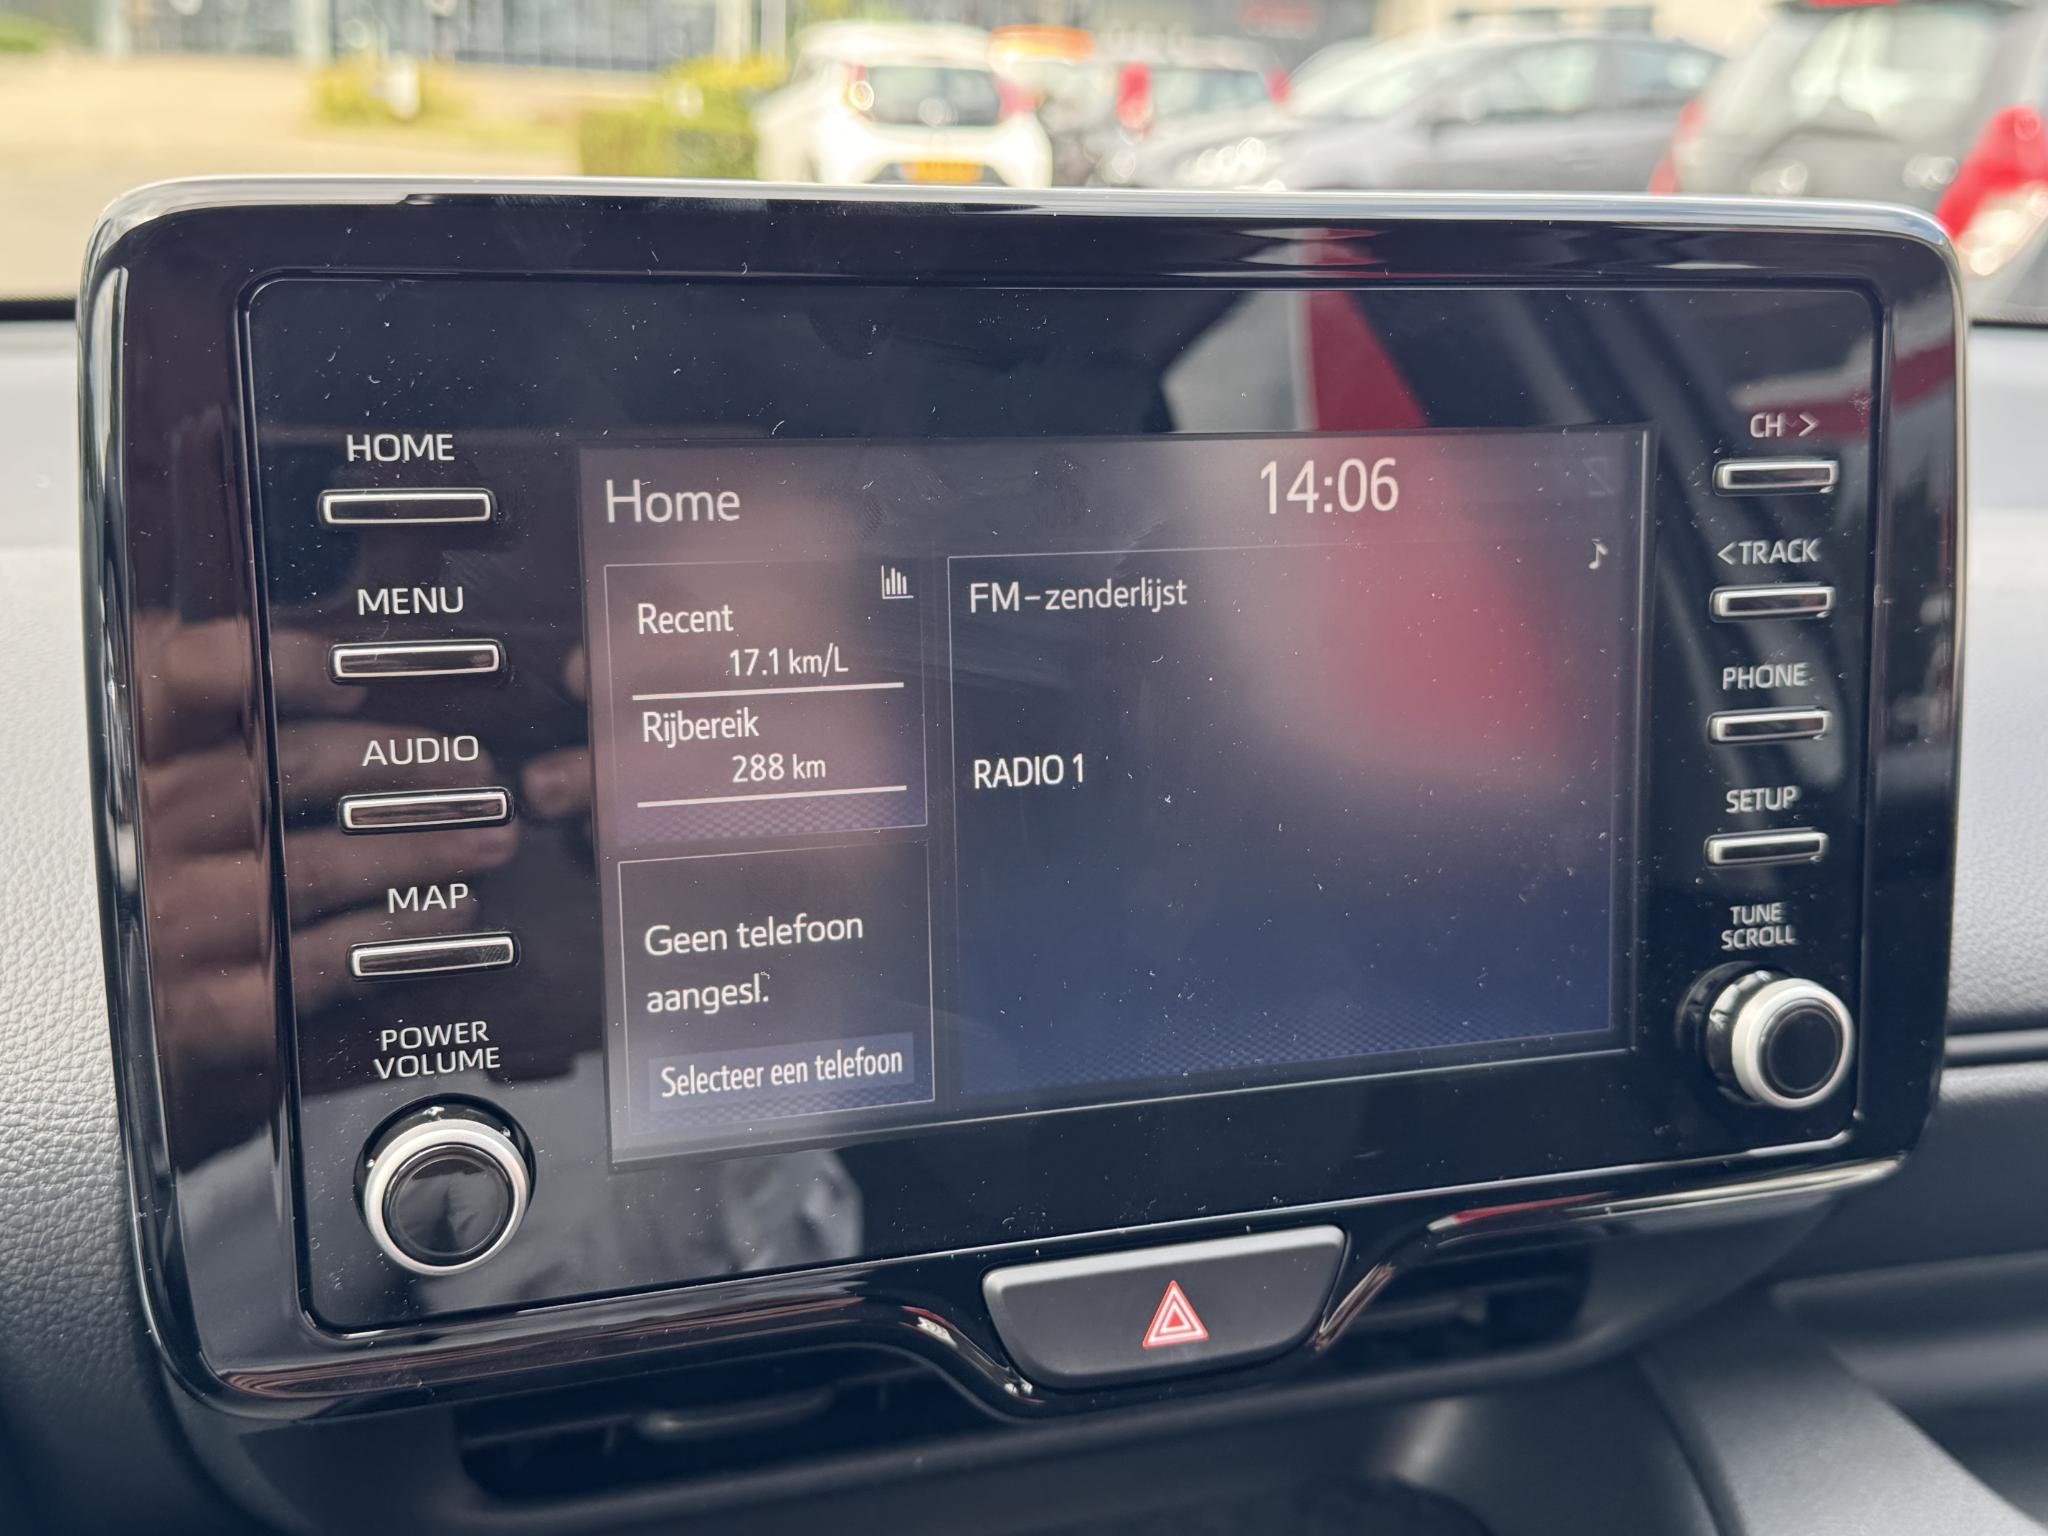 HOME
MENU
AUDIO
MAP
POWER
VOLUME
Home
14:06
Recent
17.1 km/L
Rijbereik
288 km
Geen telefoon
aangesl.
Selecteer een telefoon
FM-zenderlijst
RADIO 1
CH >
<TRACK
PHONE
SETUP
TUNE
SCROLL